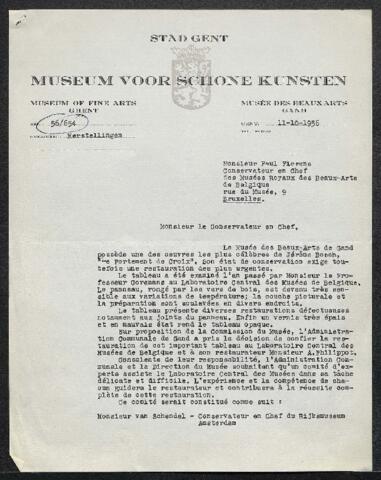 STAD GENT
MUSEUM VOOR SCHONE KUNSTEN
MUSEUM OF FINE ARTS
GHENT
MUSÉE DES BEAUX-ARTS
GAND
56/654
11-10-1956
Herstellingen
Monsieur Paul Fierens
Conservateur en Chef
des Musées Royaux des Beaux-Arts
de Belgique
rue du Musée, 9
Bruxelles.
Monsieur le Conservateur en Chef,
Le Musée des Beaux-Arts de Gand
possède une des oeuvres les plus célèbres de Jérôme Bosch,
"Le Portement de Croix". Son état de conservation exige tou-
tefois une restauration des plus urgentes.
Le tableau a été examiné l'an passé par Monsieur le Pro-
fesseur Coremans au Laboratoire Central des Musées de Belgique.
Le panneau, rongé par les vers de bois, est devenu très sen-
sible aux variations de température; la couche picturale et
la préparation sont soulevées en divers endroits.
Le tableau présente diverses restaurations défectueuses
notamment aux joints du panneau. Enfin un vernis très épais
et en mauvais état rend le tableau opaque.
Sur proposition de la Commission du Musée, l'Administra-
tion Communale de Gand a pris la décision de confier la res-
tauration de cet important tableau au Laboratoire Central des
Musées de Belgique et à son restaurateur Monsieur A. Philippot.
Conscients de leur responsabilité, l'Administration Com-
munale et la Direction du Musée souhaitent qu'un comité d'ex-
perts assiste le Laboratoire Central des Musées dans sa tâche
délicate et difficile. L'expérience et la compétence de cha-
cun guidera le restaurateur et contribuera à la réussite com-
plète de cette restauration.
Ce comité serait constitué comme suit :
Monsieur van Schendel - Conservateur en Chef du Rijksmuseum
Amsterdam